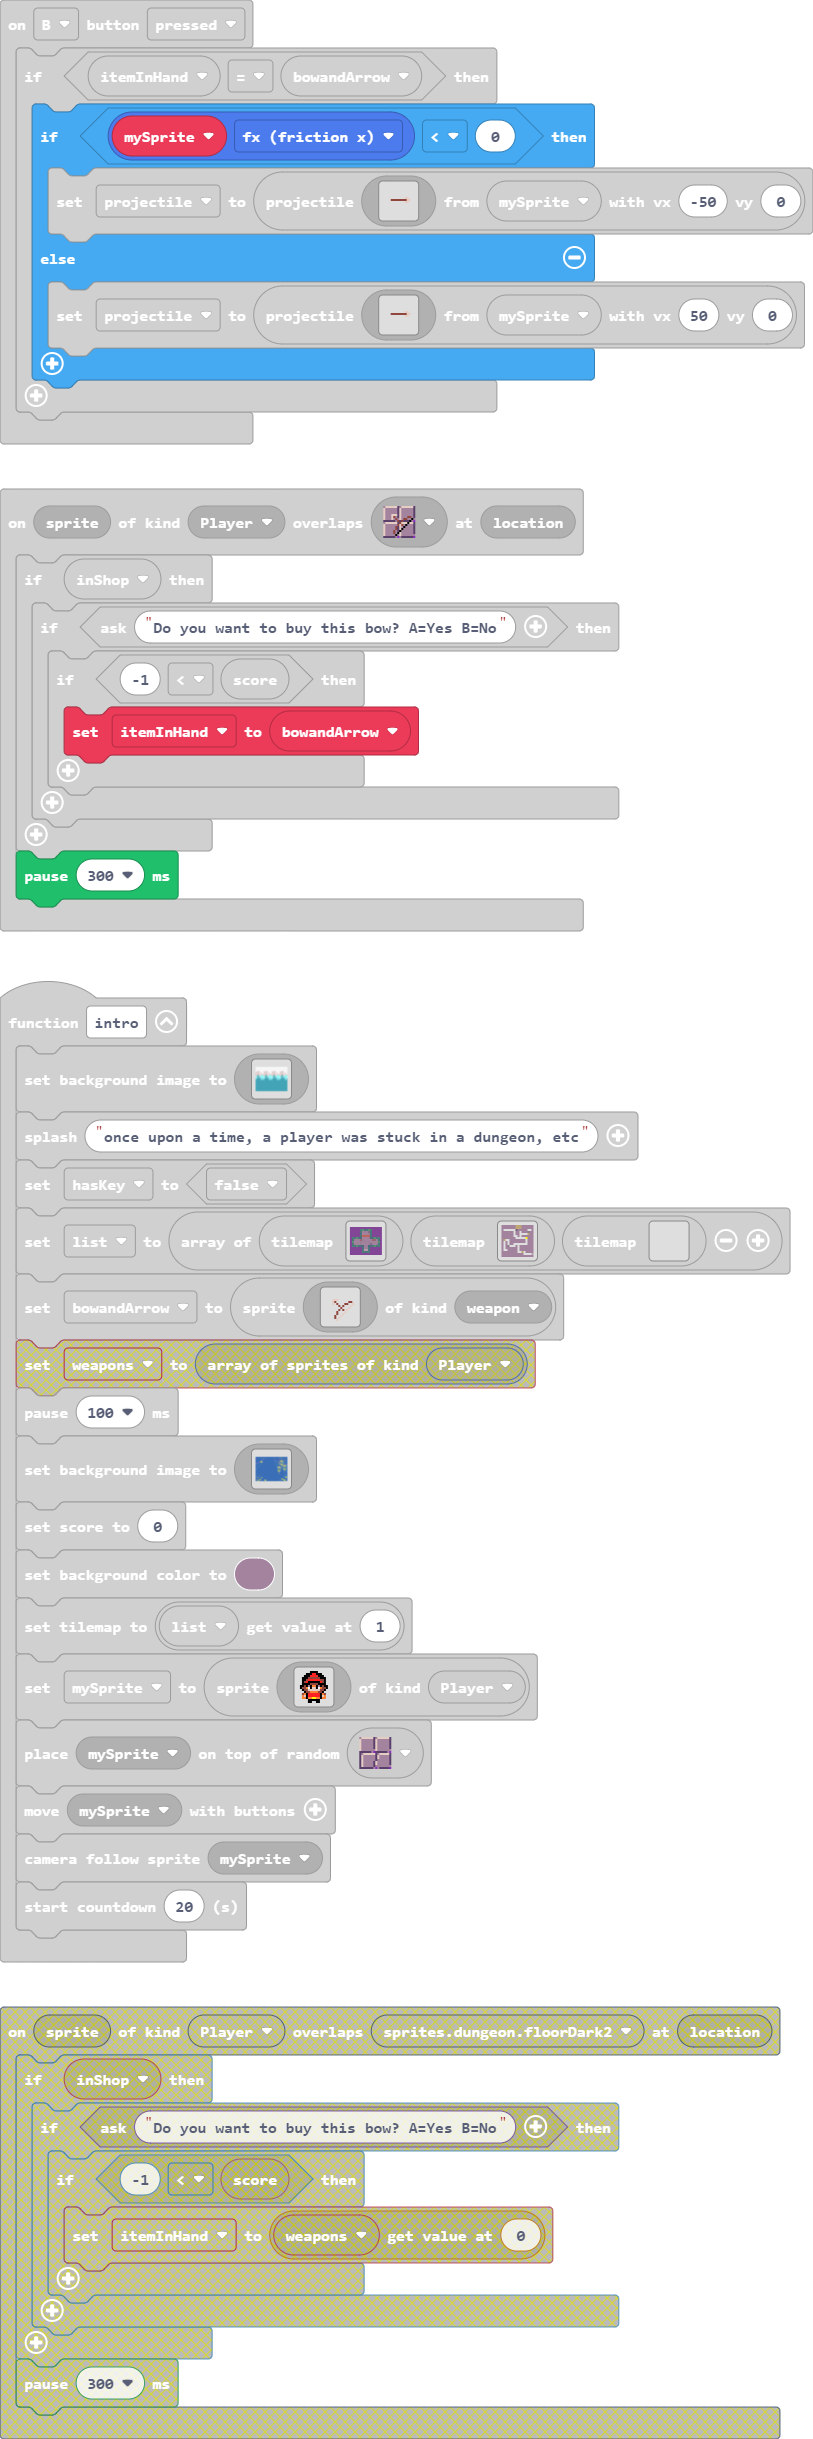 on B button pressed
if itemInHand = bowandArrow then
if mySprite fx (friction x) < 0 then
set projectile to projectile from mySprite with vx -50 vy 0
else
set projectile to projectile from mySprite with vx 50 vy 0
on sprite of kind Player overlaps at location
if inShop then
if ask "Do you want to buy this bow? A=Yes B=No" then
if -1 < score then
set itemInHand to bowandArrow
pause 300 ms
function intro
set background image to
splash "once upon a time, a player was stuck in a dungeon, etc"
set hasKey to false
set list to array of tilemap tilemap tilemap
set bowandArrow to sprite of kind weapon
set weapons to array of sprites of kind Player
pause 100 ms
set background image to
set score to 0
set background color to
set tilemap to list get value at 1
set mySprite to sprite of kind Player
place mySprite on top of random
move mySprite with buttons
camera follow sprite mySprite
start countdown 20 (s)
on sprite of kind Player overlaps sprites.dungeon.floorDark2 at location
if inShop then
if ask "Do you want to buy this bow? A=Yes B=No" then
if -1 < score then
set itemInHand to weapons get value at 0
pause 300 ms